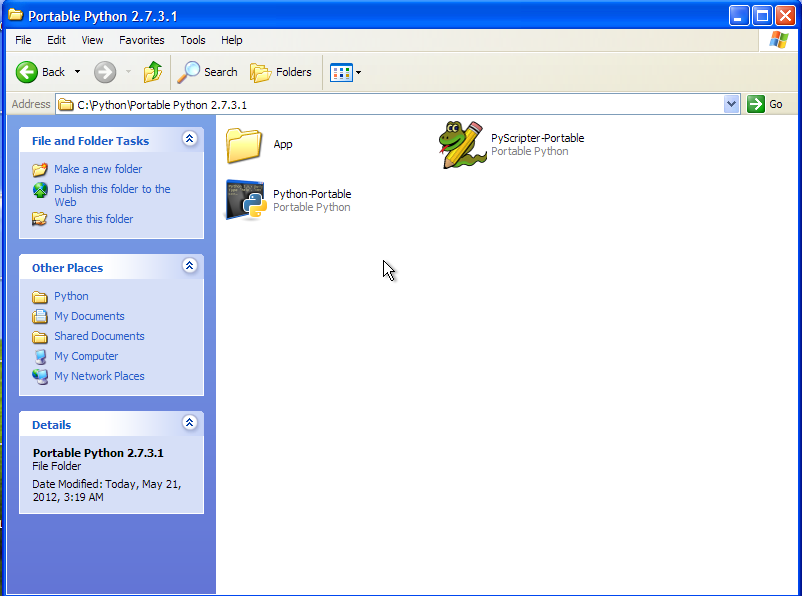 Portable Python 2.7.3.1
File Edit View Favorites Tools Help
Back Search Folders
Address C:\Python\Portable Python 2.7.3.1 Go
File and Folder Tasks
Make a new folder
Publish this folder to the
Web
Share this folder
Other Places
Python
My Documents
Shared Documents
My Computer
My Network Places
Details
Portable Python 2.7.3.1
File Folder
Date Modified: Today, May 21,
2012, 3:19 AM
App
PyScripter-Portable
Portable Python
Python-Portable
Portable Python